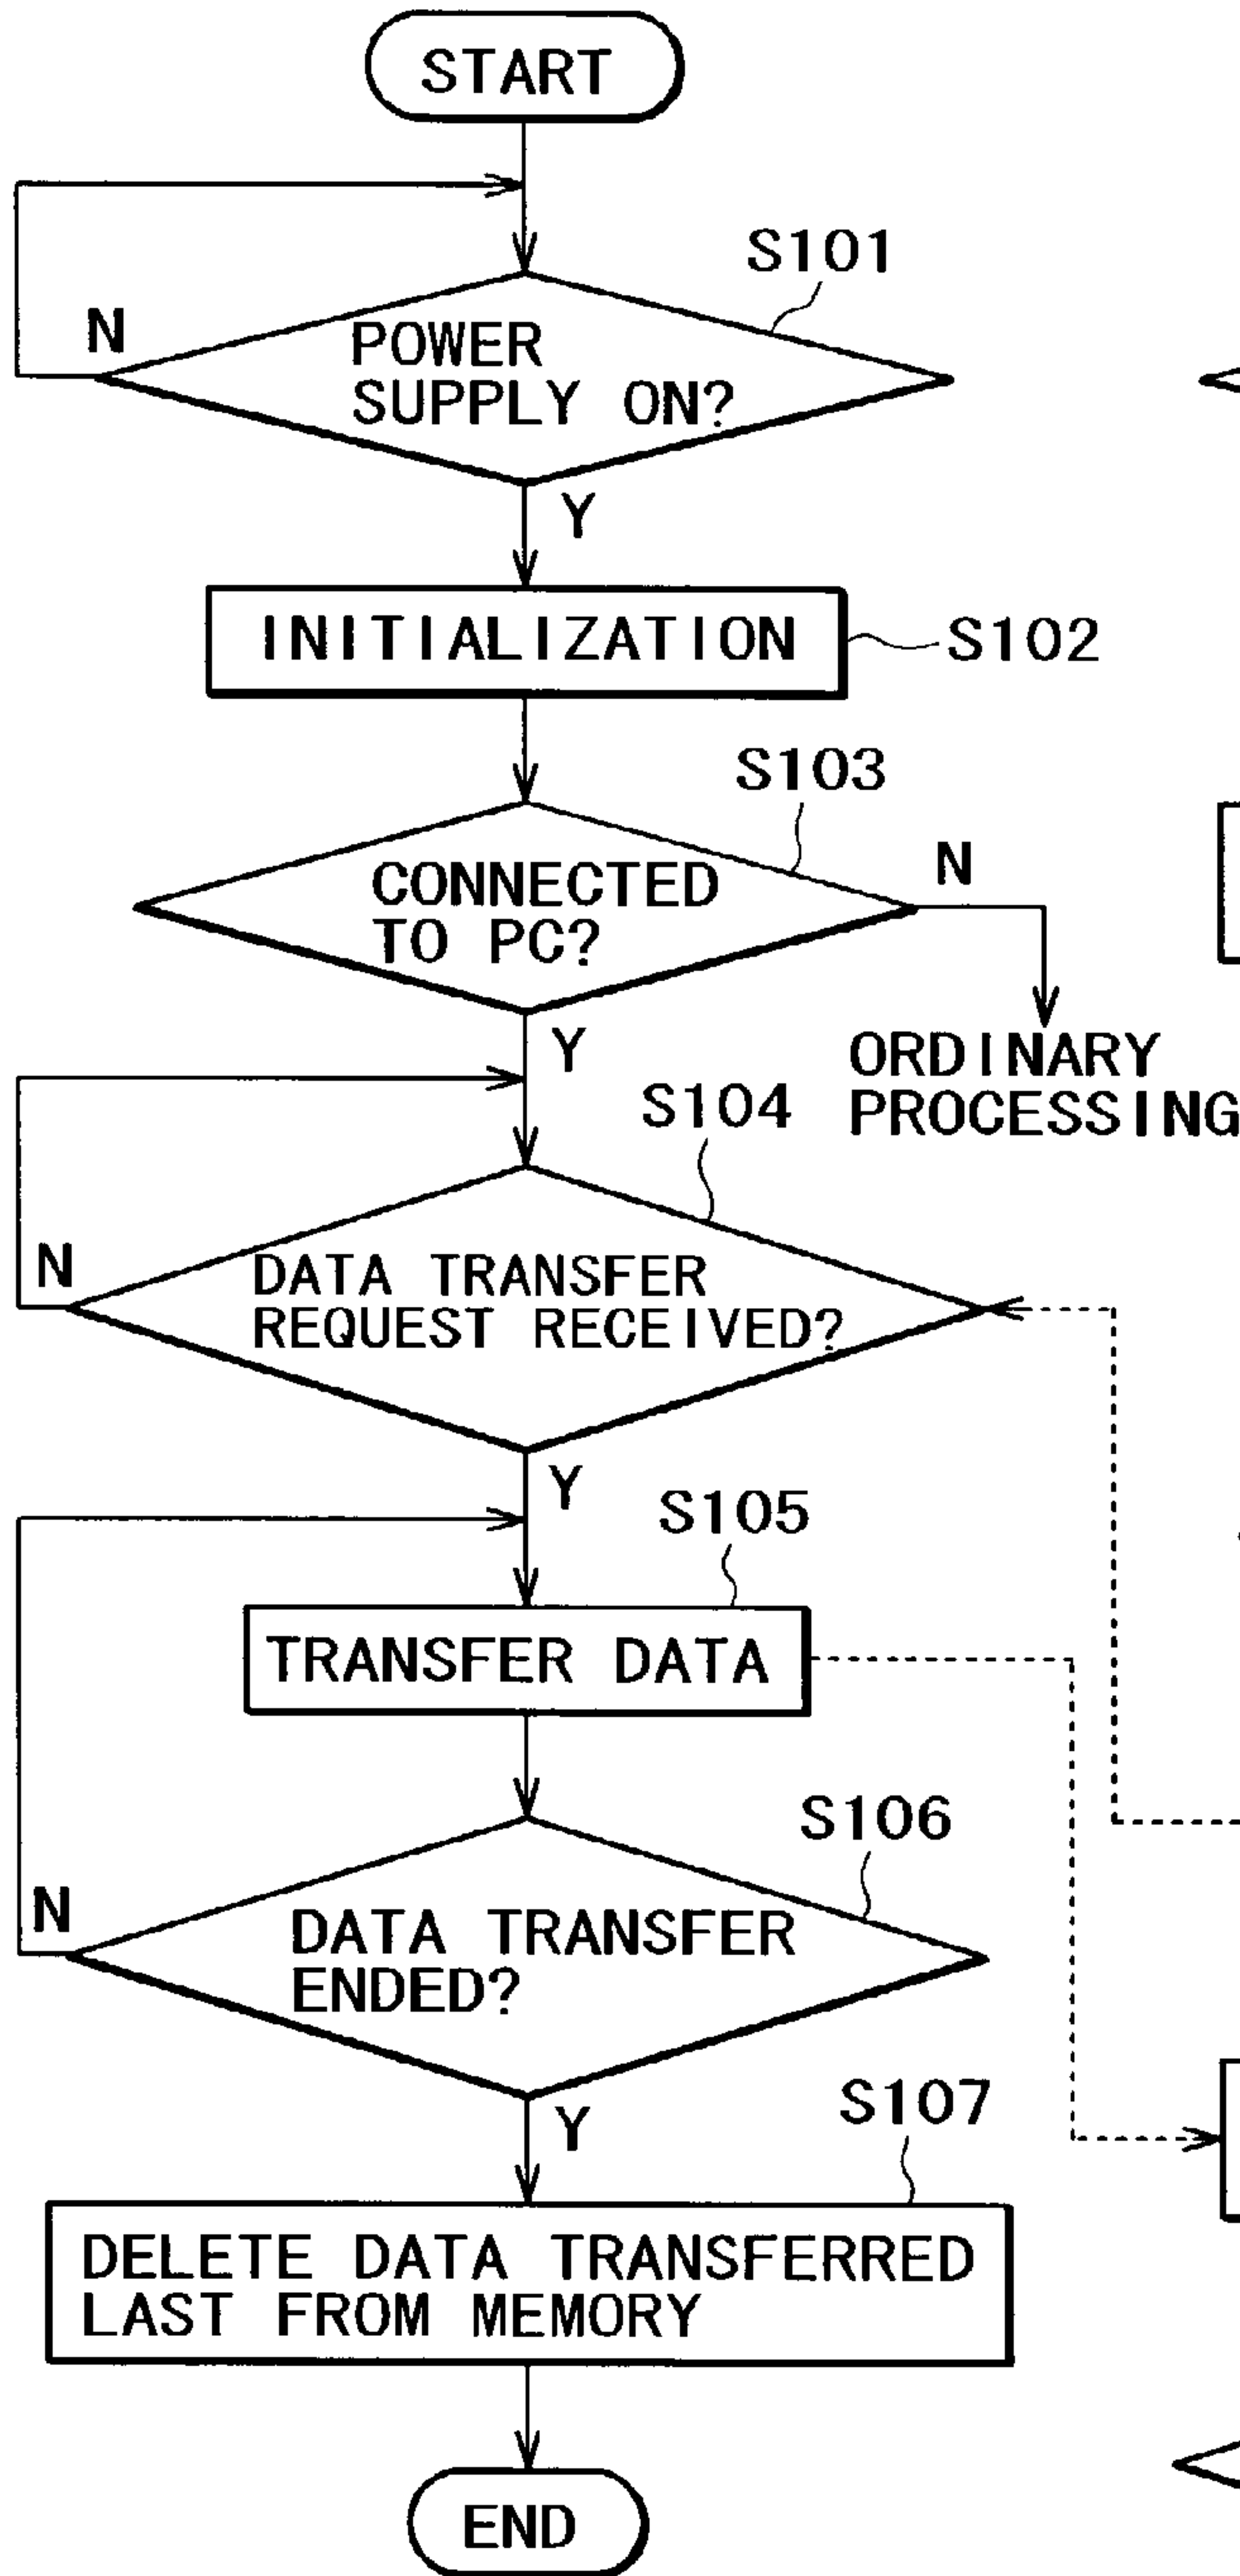 START
S101
N
POWER
SUPPLY ON?
Y
INITIALIZATION
S102
S103
CONNECTED
TO PC?
N
Y
ORDINARY
PROCESSING
S104
N
DATA TRANSFER
REQUEST RECEIVED?
Y
S105
TRANSFER DATA
S106
N
DATA TRANSFER
ENDED?
Y
S107
DELETE DATA TRANSFERRED
LAST FROM MEMORY
END